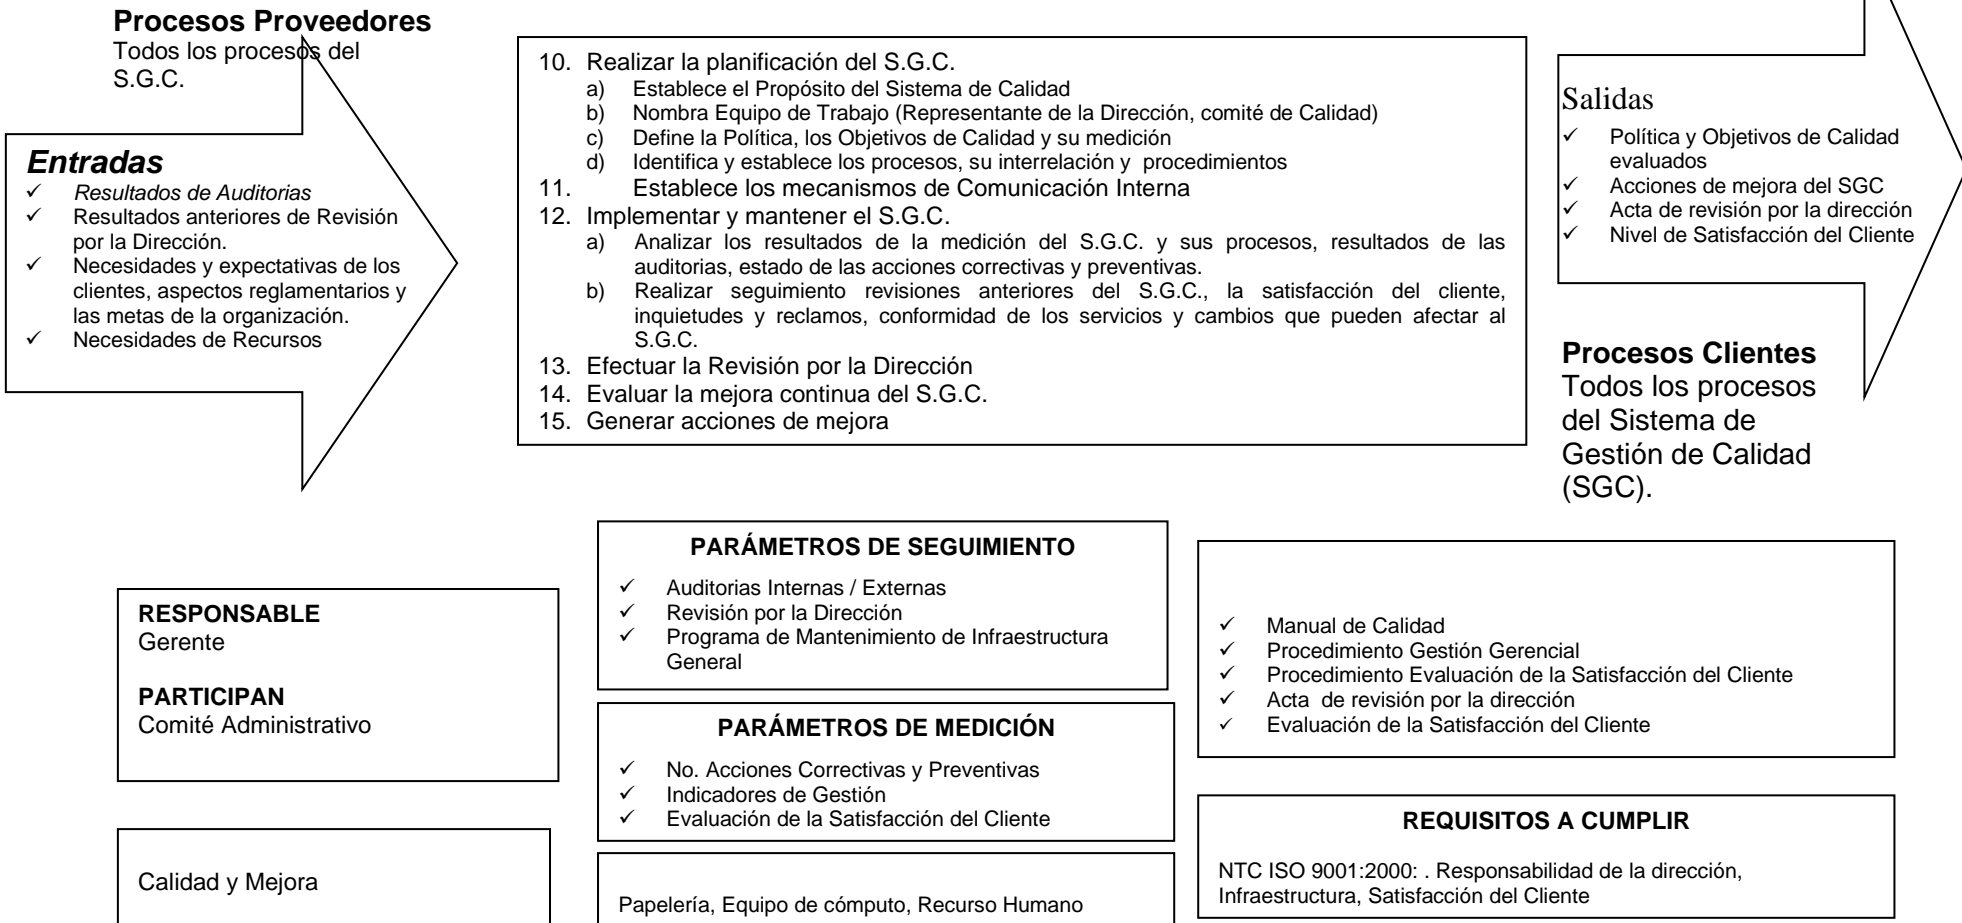 Procesos Proveedores
Todos los procesos del
S.G.C.
Entradas
✓ Resultados de Auditorias
✓ Resultados anteriores de Revisión
por la Dirección.
✓ Necesidades y expectativas de los
clientes, aspectos reglamentarios y
las metas de la organización.
✓ Necesidades de Recursos
10. Realizar la planificación del S.G.C.
a) Establece el Propósito del Sistema de Calidad
b) Nombra Equipo de Trabajo (Representante de la Dirección, comité de Calidad)
c) Define la Política, los Objetivos de Calidad y su medición
d) Identifica y establece los procesos, su interrelación y procedimientos
11. Establece los mecanismos de Comunicación Interna
12. Implementar y mantener el S.G.C.
a) Analizar los resultados de la medición del S.G.C. y sus procesos, resultados de las
auditorias, estado de las acciones correctivas y preventivas.
b) Realizar seguimiento revisiones anteriores del S.G.C., la satisfacción del cliente,
inquietudes y reclamos, conformidad de los servicios y cambios que pueden afectar al
S.G.C.
13. Efectuar la Revisión por la Dirección
14. Evaluar la mejora continua del S.G.C.
15. Generar acciones de mejora
Salidas
✓ Política y Objetivos de Calidad
evaluados
✓ Acciones de mejora del SGC
✓ Acta de revisión por la dirección
✓ Nivel de Satisfacción del Cliente
Procesos Clientes
Todos los procesos
del Sistema de
Gestión de Calidad
(SGC).
RESPONSABLE
Gerente
PARTICIPAN
Comité Administrativo
Calidad y Mejora
PARÁMETROS DE SEGUIMIENTO
✓ Auditorias Internas / Externas
✓ Revisión por la Dirección
✓ Programa de Mantenimiento de Infraestructura
General
PARÁMETROS DE MEDICIÓN
✓ No. Acciones Correctivas y Preventivas
✓ Indicadores de Gestión
✓ Evaluación de la Satisfacción del Cliente
Papelería, Equipo de cómputo, Recurso Humano
✓ Manual de Calidad
✓ Procedimiento Gestión Gerencial
✓ Procedimiento Evaluación de la Satisfacción del Cliente
✓ Acta de revisión por la dirección
✓ Evaluación de la Satisfacción del Cliente
REQUISITOS A CUMPLIR
NTC ISO 9001:2000: . Responsabilidad de la dirección,
Infraestructura, Satisfacción del Cliente